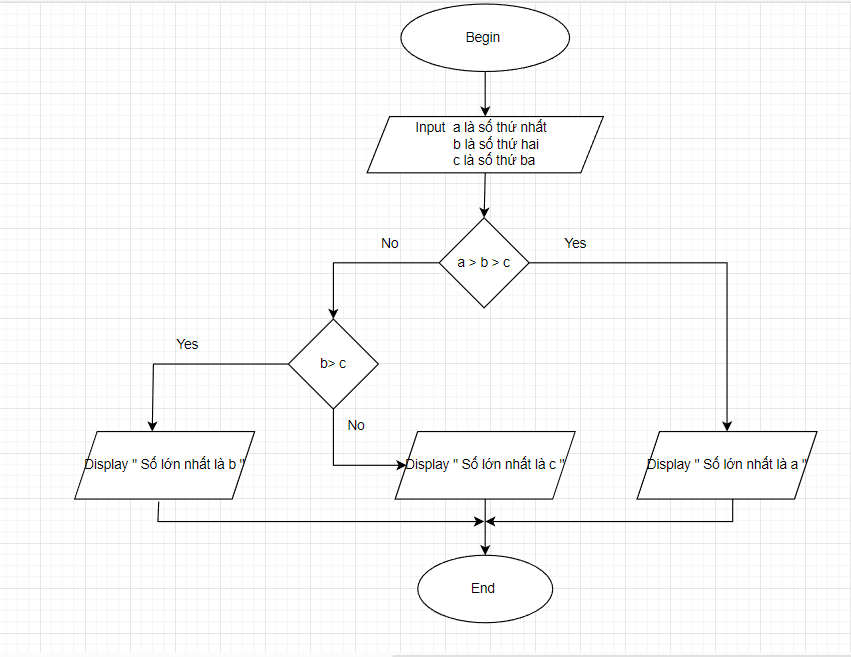 Begin
Input a là số thứ nhất
b là số thứ hai
c là số thứ ba
No
Yes
a > b > c
Yes
b> c
No
Display " Số lớn nhất là b "
Display " Số lớn nhất là c "
Display " Số lớn nhất là a "
End